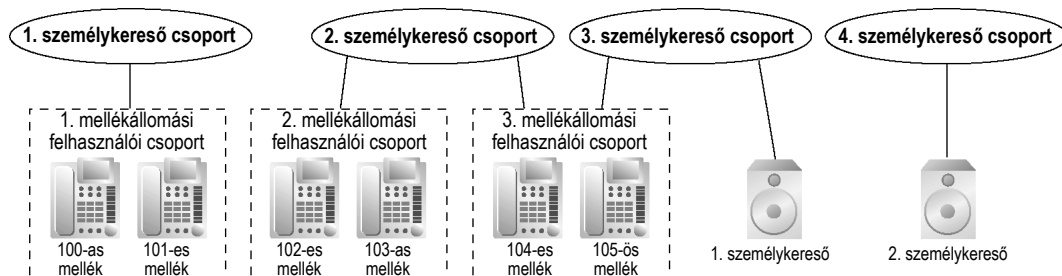 1. személykereső csoport
2. személykereső csoport
3. személykereső csoport
4. személykereső csoport
1. mellékállomási
felhasználói csoport
2. mellékállomási
felhasználói csoport
3. mellékállomási
felhasználói csoport
100-as
mellék
101-es
mellék
102-es
mellék
103-as
mellék
104-es
mellék
105-ös
mellék
1. személykereső
2. személykereső